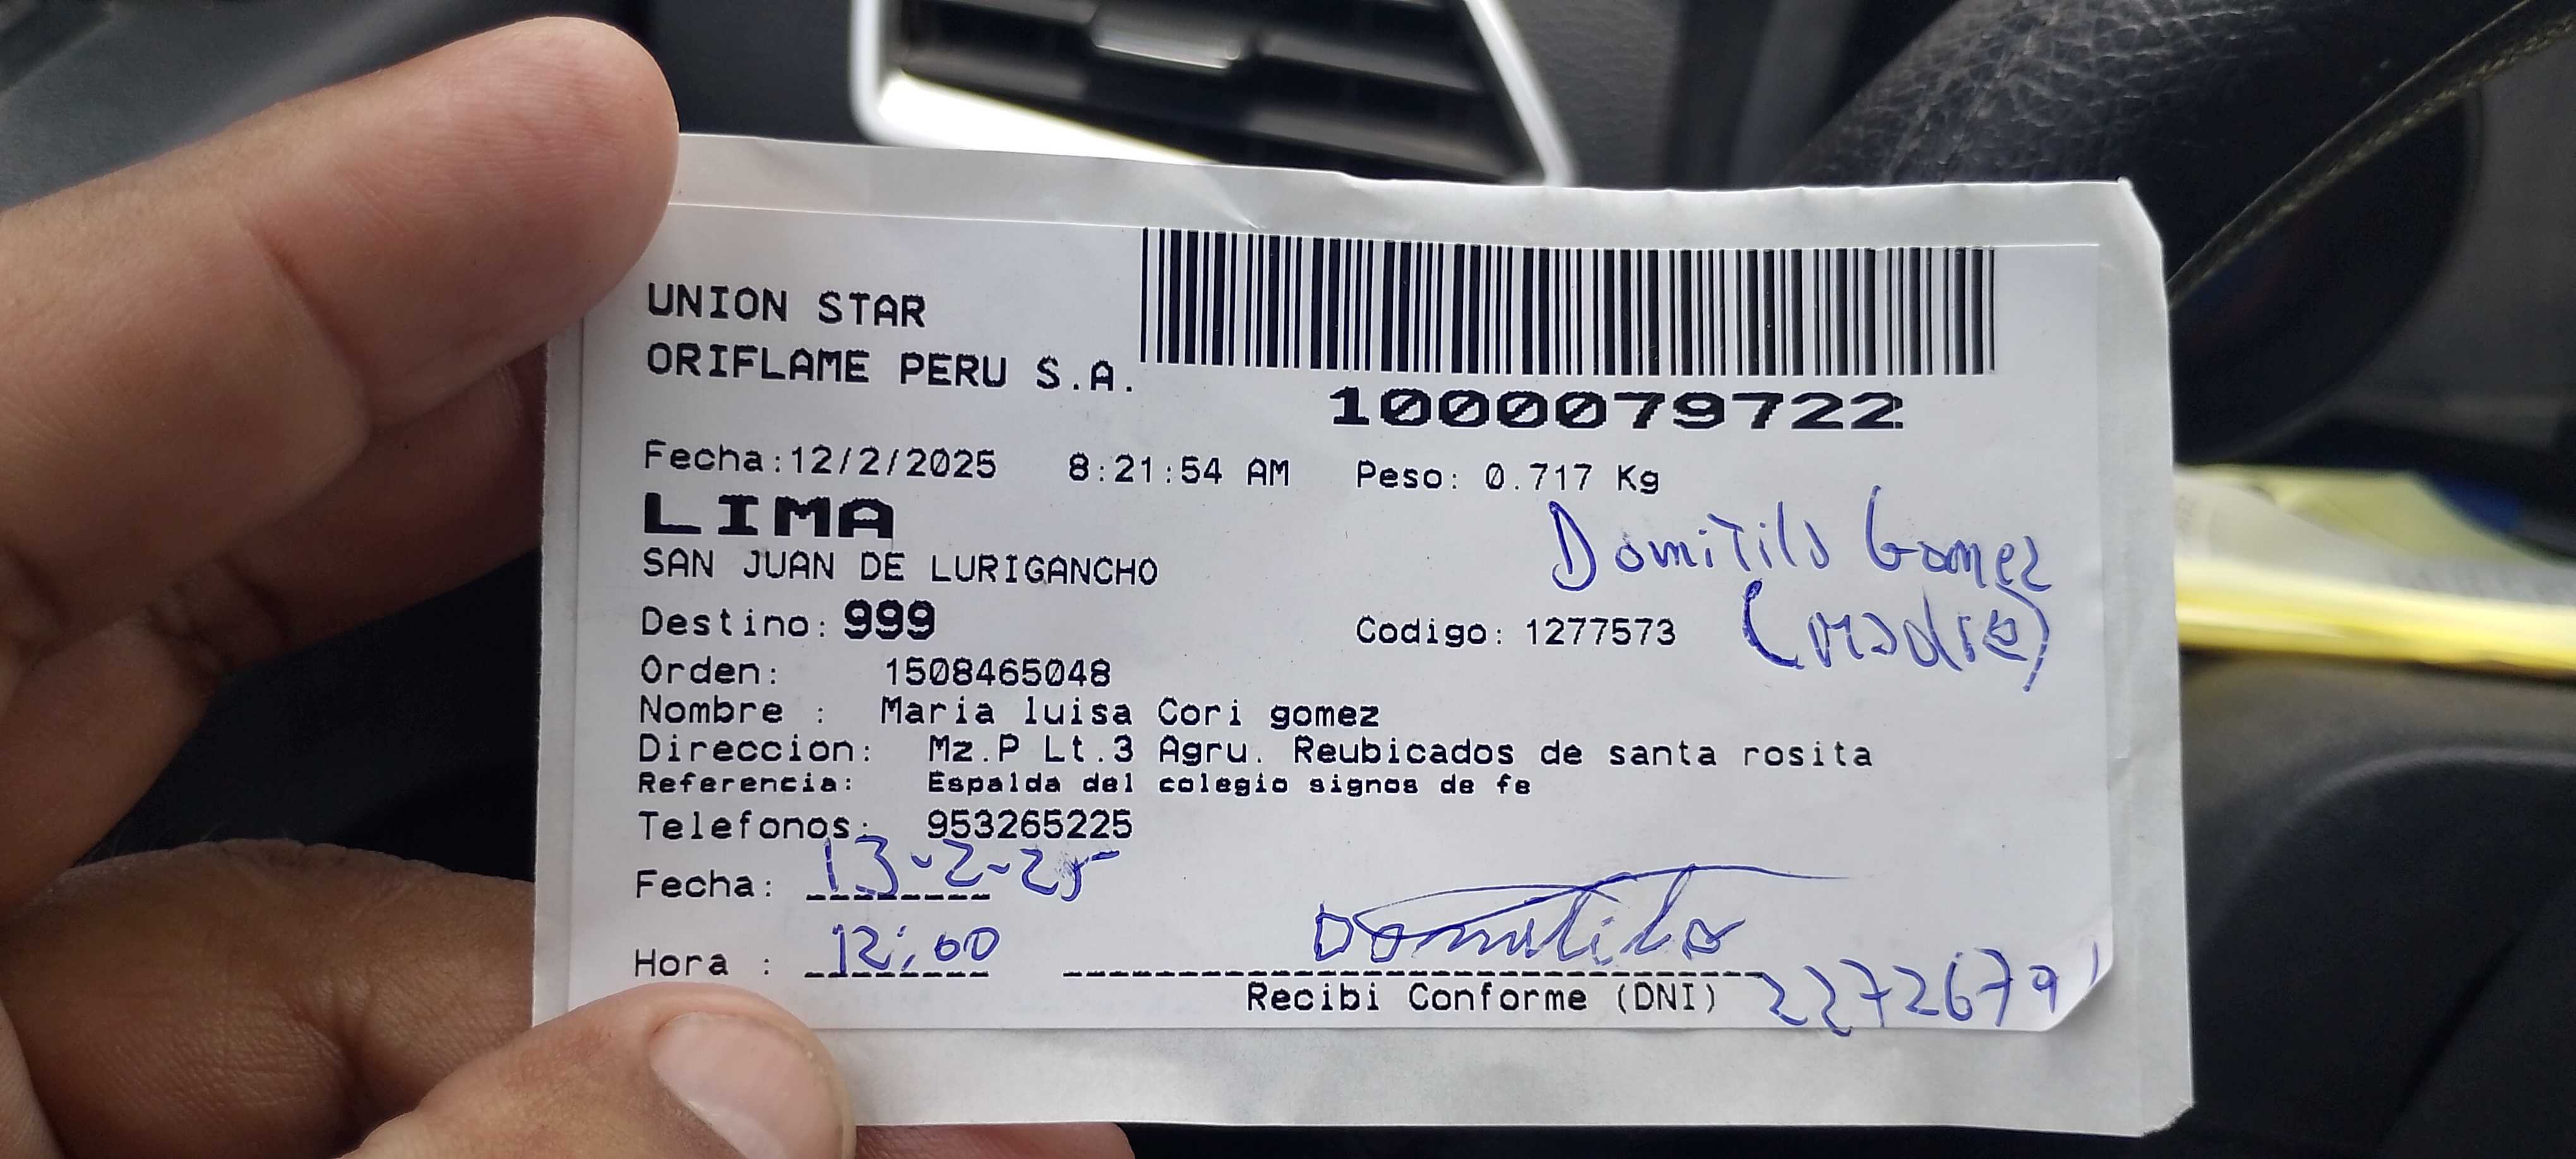 UNION STAR
ORIFLAME PERU S.A.
1000079722
Fecha:12/2/2025 8:21:54 AM Peso: 0.717 Kg
LIMA
SAN JUAN DE LURIGANCHO
Domitila Gomez
(madre)
Destino: 999 Codigo: 1277573
Orden: 1508465048
Nombre : Maria luisa Cori gomez
Direccion: Mz.P Lt.3 Agru. Reubicados de santa rosita
Referencia: Espalda del colegio signos de fe
Telefonos: 953265225
Fecha: 13-2-25
Hora : 12:00 Domitila
Recibi Conforme (DNI) 22726791